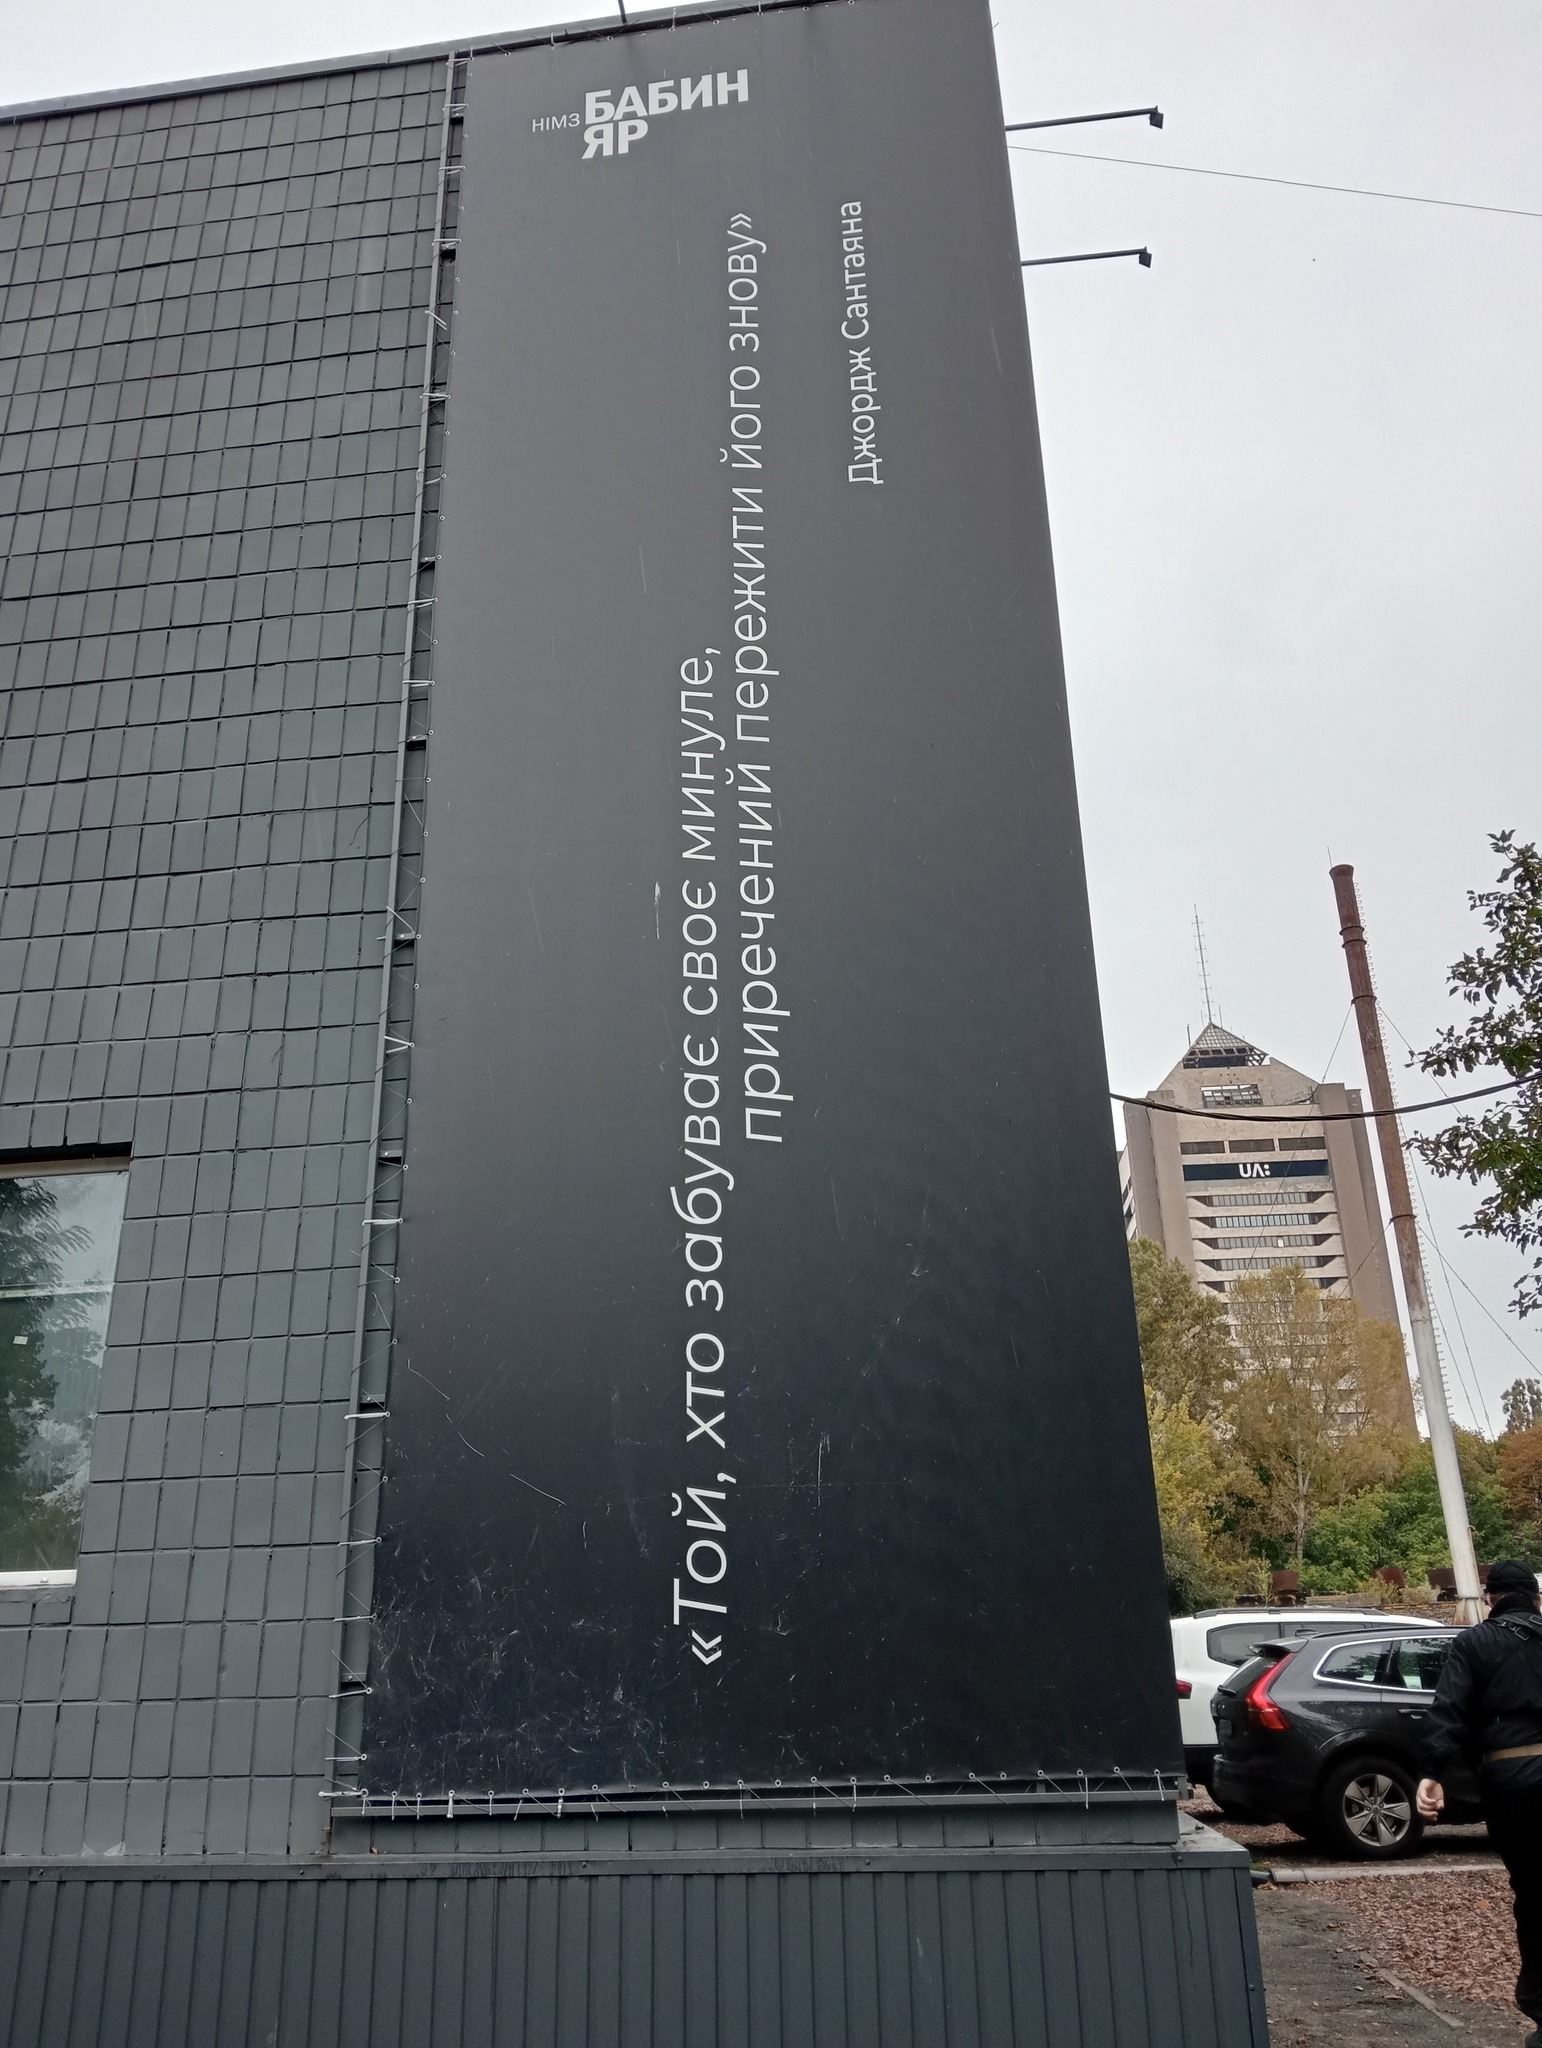 НІМЗ БАБИН
ЯР
«Той, хто забуває своє минуле,
приречений пережити його знову»
Джордж Сантаяна
UA: